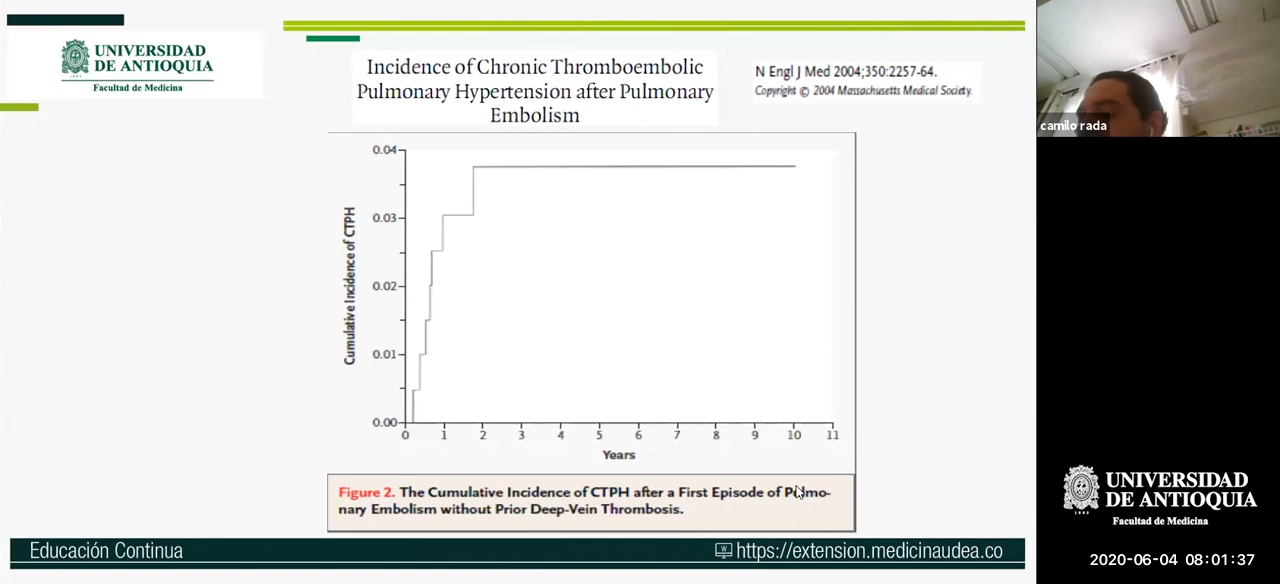 UNIVERSIDAD
DE ANTIOQUIA
Facultad de Medicina
Incidence of Chronic Thromboembolic
Pulmonary Hypertension after Pulmonary
Embolism
N Engl J Med 2004;350:2257-64.
Copyright © 2004 Massachusetts Medical Society.
camilo rada
0.04
0.03
0.02
0.01
0.00
Cumulative Incidence of CTPH
0 1 2 3 4 5 6 7 8 9 10 11
Years
Figure 2. The Cumulative Incidence of CTPH after a First Episode of Pulmo-
nary Embolism without Prior Deep-Vein Thrombosis.
Educación Continua
https://extension.medicinaudea.co
UNIVERSIDAD
DE ANTIOQUIA
Facultad de Medicina
2020-06-04 08:01:37